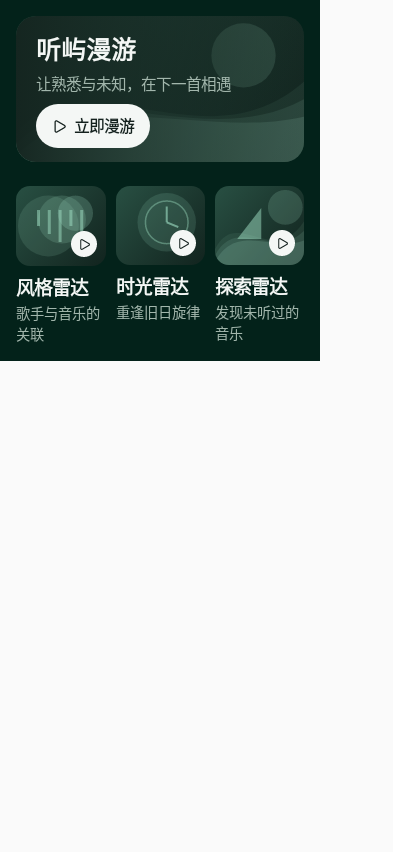 听屿漫游
让熟悉与未知，在下一首相遇
立即漫游
风格雷达
歌手与音乐的
关联
时光雷达
重逢旧日旋律
探索雷达
发现未听过的
音乐